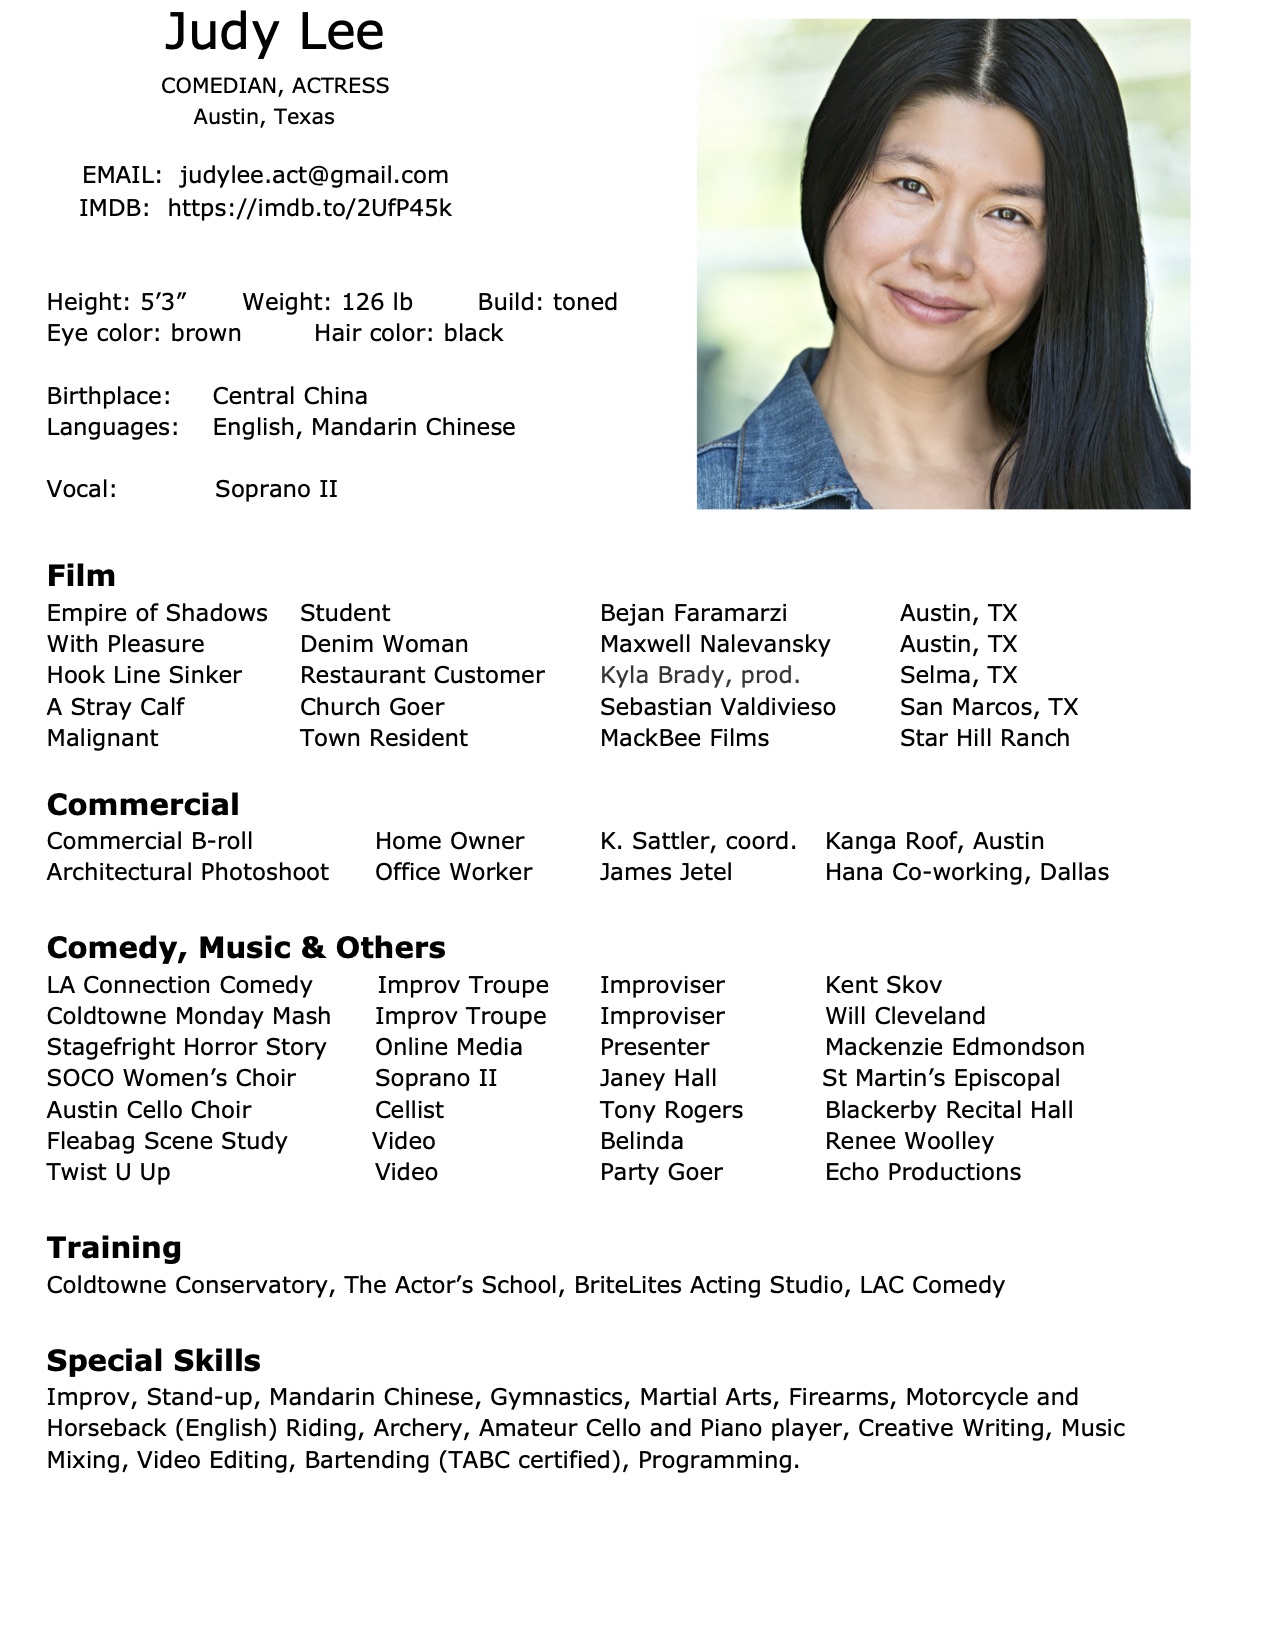 Judy Lee
COMEDIAN, ACTRESS
Austin, Texas
EMAIL: judylee.act@gmail.com
IMDB: https://imdb.to/2UfP45k
Height: 5’3” Weight: 126 lb Build: toned
Eye color: brown Hair color: black
Birthplace: Central China
Languages: English, Mandarin Chinese
Vocal: Soprano II
Film
Empire of Shadows Student Bejan Faramarzi Austin, TX
With Pleasure Denim Woman Maxwell Nalevansky Austin, TX
Hook Line Sinker Restaurant Customer Kyla Brady, prod. Selma, TX
A Stray Calf Church Goer Sebastian Valdivieso San Marcos, TX
Malignant Town Resident MackBee Films Star Hill Ranch
Commercial
Commercial B-roll Home Owner K. Sattler, coord. Kanga Roof, Austin
Architectural Photoshoot Office Worker James Jetel Hana Co-working, Dallas
Comedy, Music & Others
LA Connection Comedy Improv Troupe Improviser Kent Skov
Coldtowne Monday Mash Improv Troupe Improviser Will Cleveland
Stagefright Horror Story Online Media Presenter Mackenzie Edmondson
SOCO Women’s Choir Soprano II Janey Hall St Martin’s Episcopal
Austin Cello Choir Cellist Tony Rogers Blackerby Recital Hall
Fleabag Scene Study Video Belinda Renee Woolley
Twist U Up Video Party Goer Echo Productions
Training
Coldtowne Conservatory, The Actor’s School, BriteLites Acting Studio, LAC Comedy
Special Skills
Improv, Stand-up, Mandarin Chinese, Gymnastics, Martial Arts, Firearms, Motorcycle and
Horseback (English) Riding, Archery, Amateur Cello and Piano player, Creative Writing, Music
Mixing, Video Editing, Bartending (TABC certified), Programming.